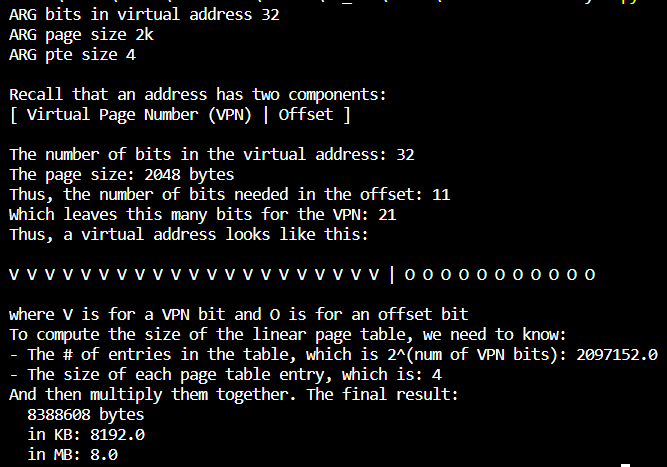 ARG bits in virtual address 32
ARG page size 2k
ARG pte size 4
Recall that an address has two components:
[ Virtual Page Number (VPN) | Offset ]
The number of bits in the virtual address: 32
The page size: 2048 bytes
Thus, the number of bits needed in the offset: 11
Which leaves this many bits for the VPN: 21
Thus, a virtual address looks like this:
V V V V V V V V V V V V V V V V V V V V V | O O O O O O O O O O O
where V is for a VPN bit and O is for an offset bit
To compute the size of the linear page table, we need to know:
- The # of entries in the table, which is 2^(num of VPN bits): 2097152.0
- The size of each page table entry, which is: 4
And then multiply them together. The final result:
8388608 bytes
in KB: 8192.0
in MB: 8.0